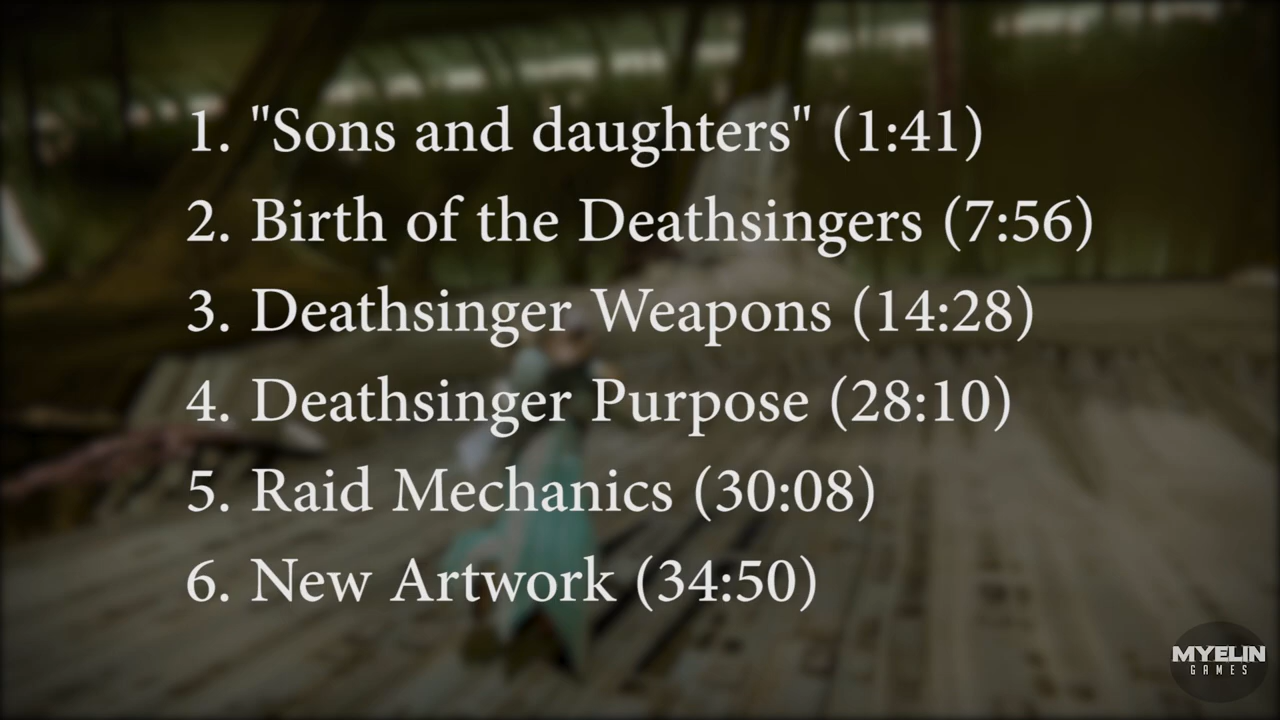 1. "Sons and daughters" (1:41)
2. Birth of the Deathsingers (7:56)
3. Deathsinger Weapons (14:28)
4. Deathsinger Purpose (28:10)
5. Raid Mechanics (30:08)
6. New Artwork (34:50)
MYELIN
GAMES